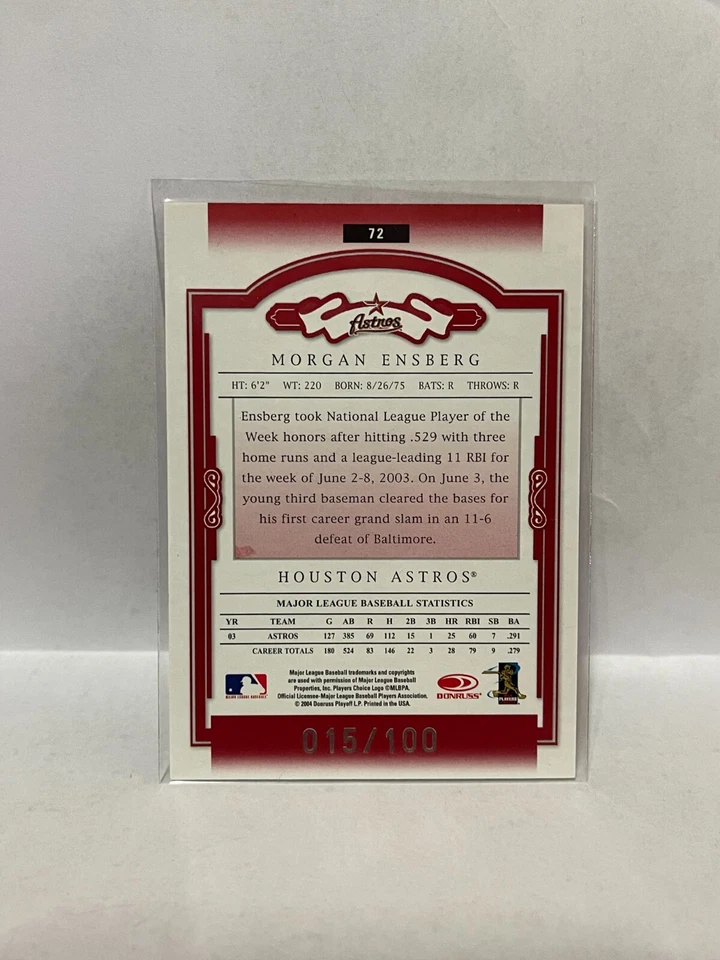 72
Astros
MORGAN ENSBERG
HT: 6'2" WT: 220 BORN: 8/26/75 BATS: R THROWS: R
Ensberg took National League Player of the
Week honors after hitting .529 with three
home runs and a league-leading 11 RBI for
the week of June 2-8, 2003. On June 3, the
young third baseman cleared the bases for
his first career grand slam in an 11-6
defeat of Baltimore.
HOUSTON ASTROS®
MAJOR LEAGUE BASEBALL STATISTICS
YR TEAM G AB R H 2B 3B HR RBI SB BA
03 ASTROS 127 385 69 112 15 1 25 60 7 .291
CAREER TOTALS 180 524 83 146 22 3 28 79 9 .279
Major League Baseball trademarks and copyrights
are used with permission of Major League Baseball
Properties, Inc. Players Choice Logo ©MLBPA.
Official Licensee-Major League Baseball Players Association.
© 2004 Donruss Playoff L.P. Printed in the USA.
MAJOR LEAGUE BASEBALL
DONRUSS
PLAYERS
015/100